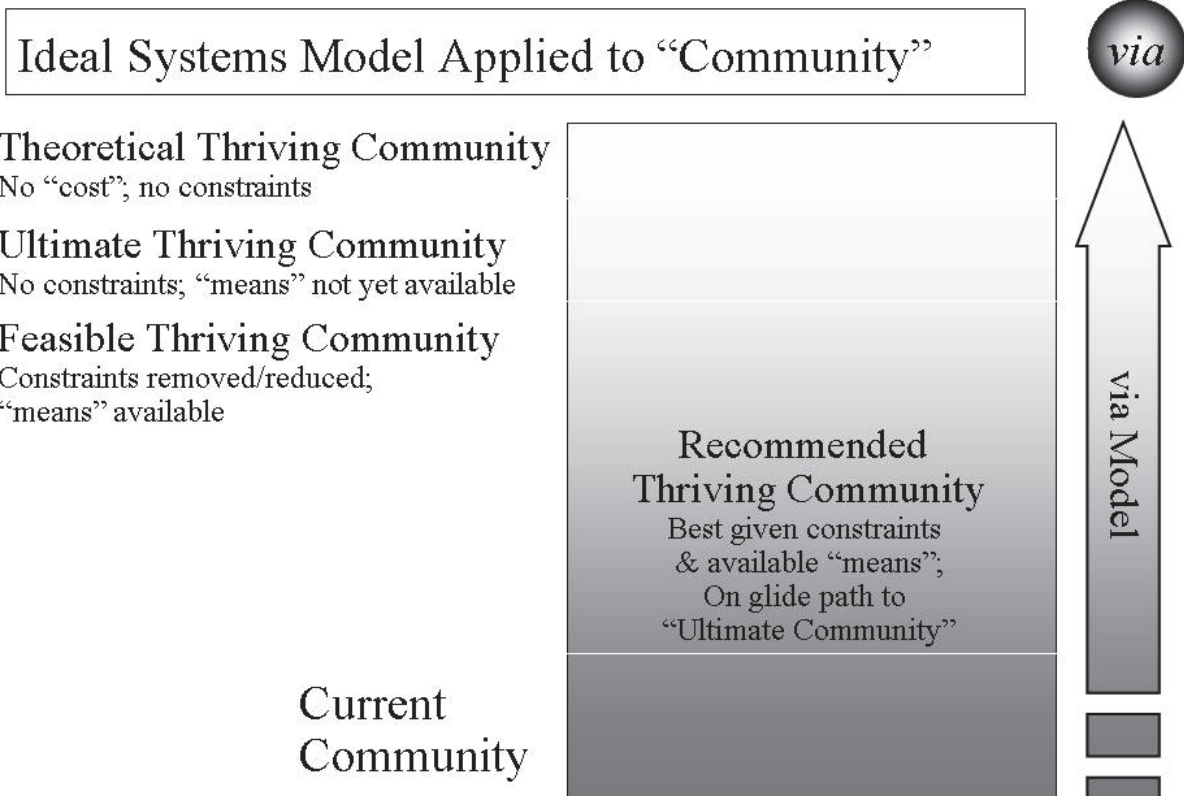 Ideal Systems Model Applied to “Community”
via
Theoretical Thriving Community
No “cost”; no constraints
Ultimate Thriving Community
No constraints; “means” not yet available
Feasible Thriving Community
Constraints removed/reduced;
“means” available
Recommended
Thriving Community
Best given constraints
& available “means”;
On glide path to
“Ultimate Community”
via Model
Current
Community